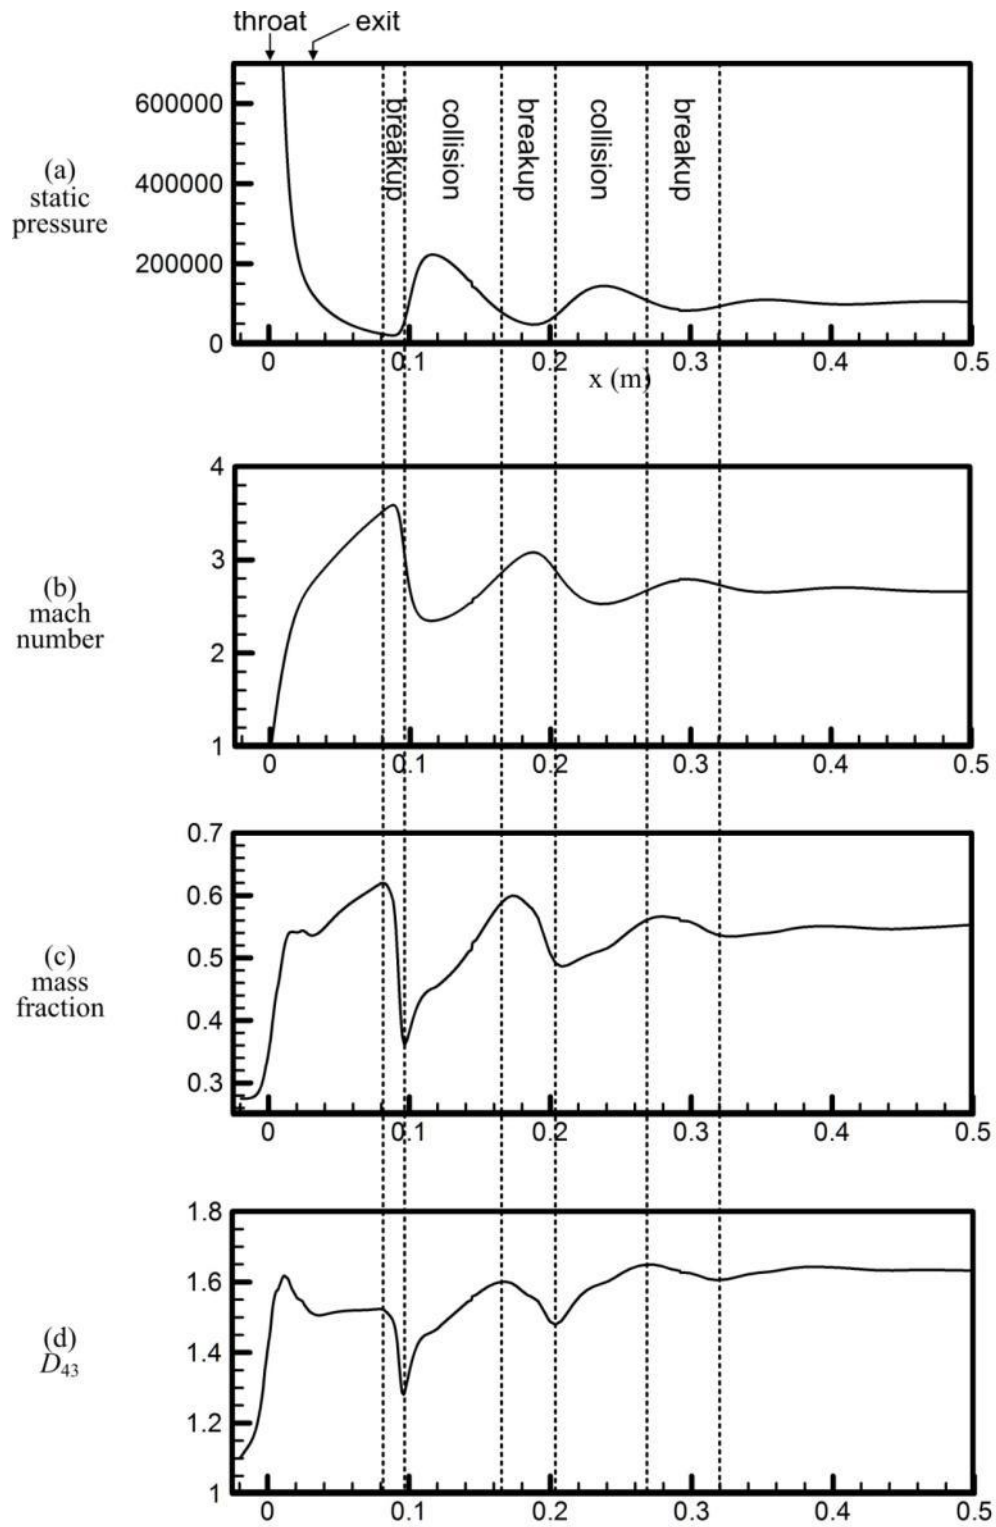 throat exit
600000
400000
200000
0
(a)
static
pressure
breakup
collision
breakup
collision
breakup
0 0.1 0.2 0.3 0.4 0.5
x (m)
4
3
2
1
(b)
mach
number
0 0.1 0.2 0.3 0.4 0.5
0.7
0.6
0.5
0.4
0.3
(c)
mass
fraction
0 0.1 0.2 0.3 0.4 0.5
1.8
1.6
1.4
1.2
1
(d)
D43
0 0.1 0.2 0.3 0.4 0.5